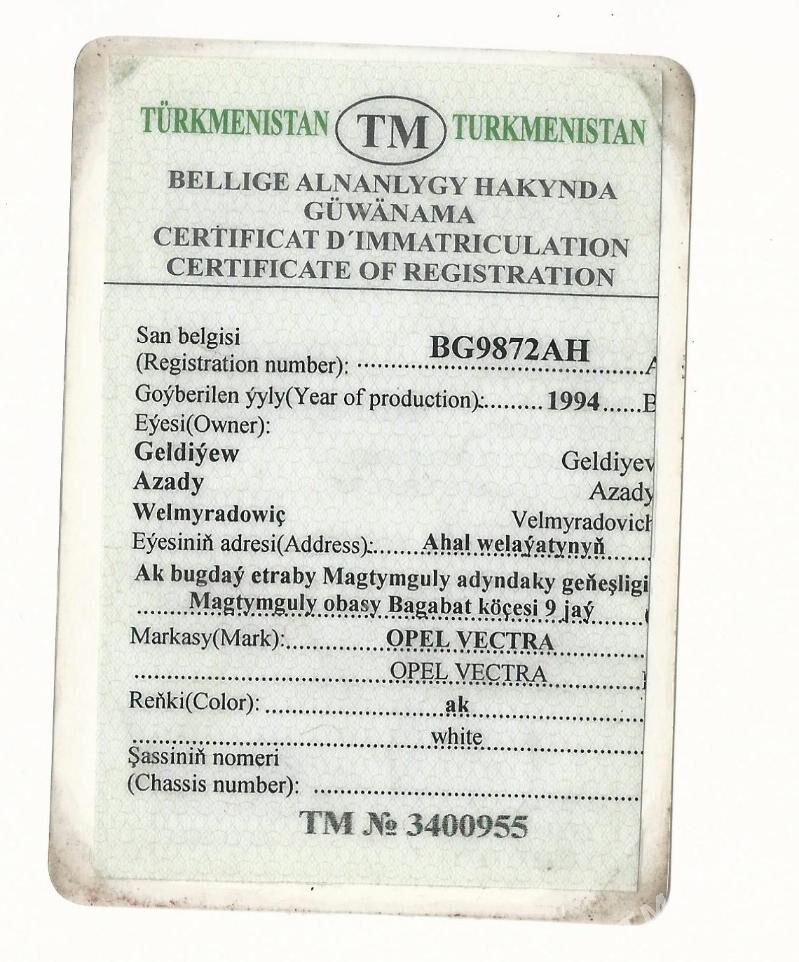 TÜRKMENISTAN TM TURKMENISTAN
BELLIGE ALNANLYGY HAKYNDA
GÜWÄNAMA
CERTIFICAT D´IMMATRICULATION
CERTIFICATE OF REGISTRATION
San belgisi
(Registration number): BG9872AH A
Goýberilen ýyly(Year of production): 1994 B
Eýesi(Owner):
Geldiýew Geldiyev
Azady Azady
Welmyradowiç Velmyradovich
Eýesiniň adresi(Address): Ahal welaýatynyň
Ak bugdaý etraby Magtymguly adyndaky geňeşligi
Magtymguly obasy Bagabat köçesi 9 jaý
Markasy(Mark): OPEL VECTRA
OPEL VECTRA
Reňki(Color): ak
white
Şassiniň nomeri
(Chassis number):
TM № 3400955